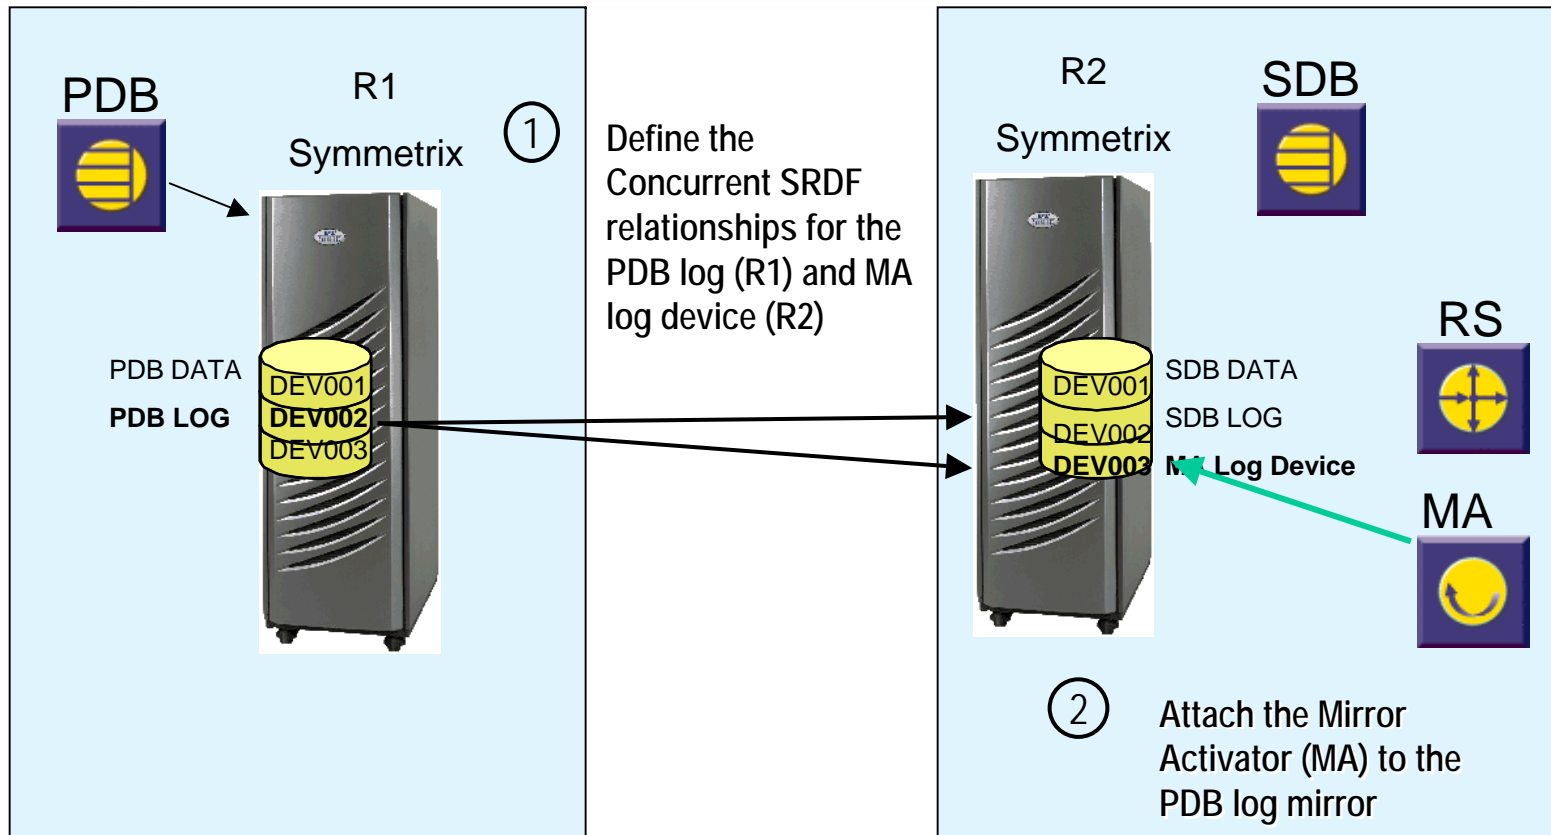 PDB
R1
Symmetrix
1
Define the
Concurrent SRDF
relationships for the
PDB log (R1) and MA
log device (R2)
PDB DATA
PDB LOG
DEV001
DEV002
DEV003
R2
Symmetrix
SDB
DEV001
DEV002
DEV003
SDB DATA
SDB LOG
MA Log Device
RS
MA
2
Attach the Mirror
Activator (MA) to the
PDB log mirror